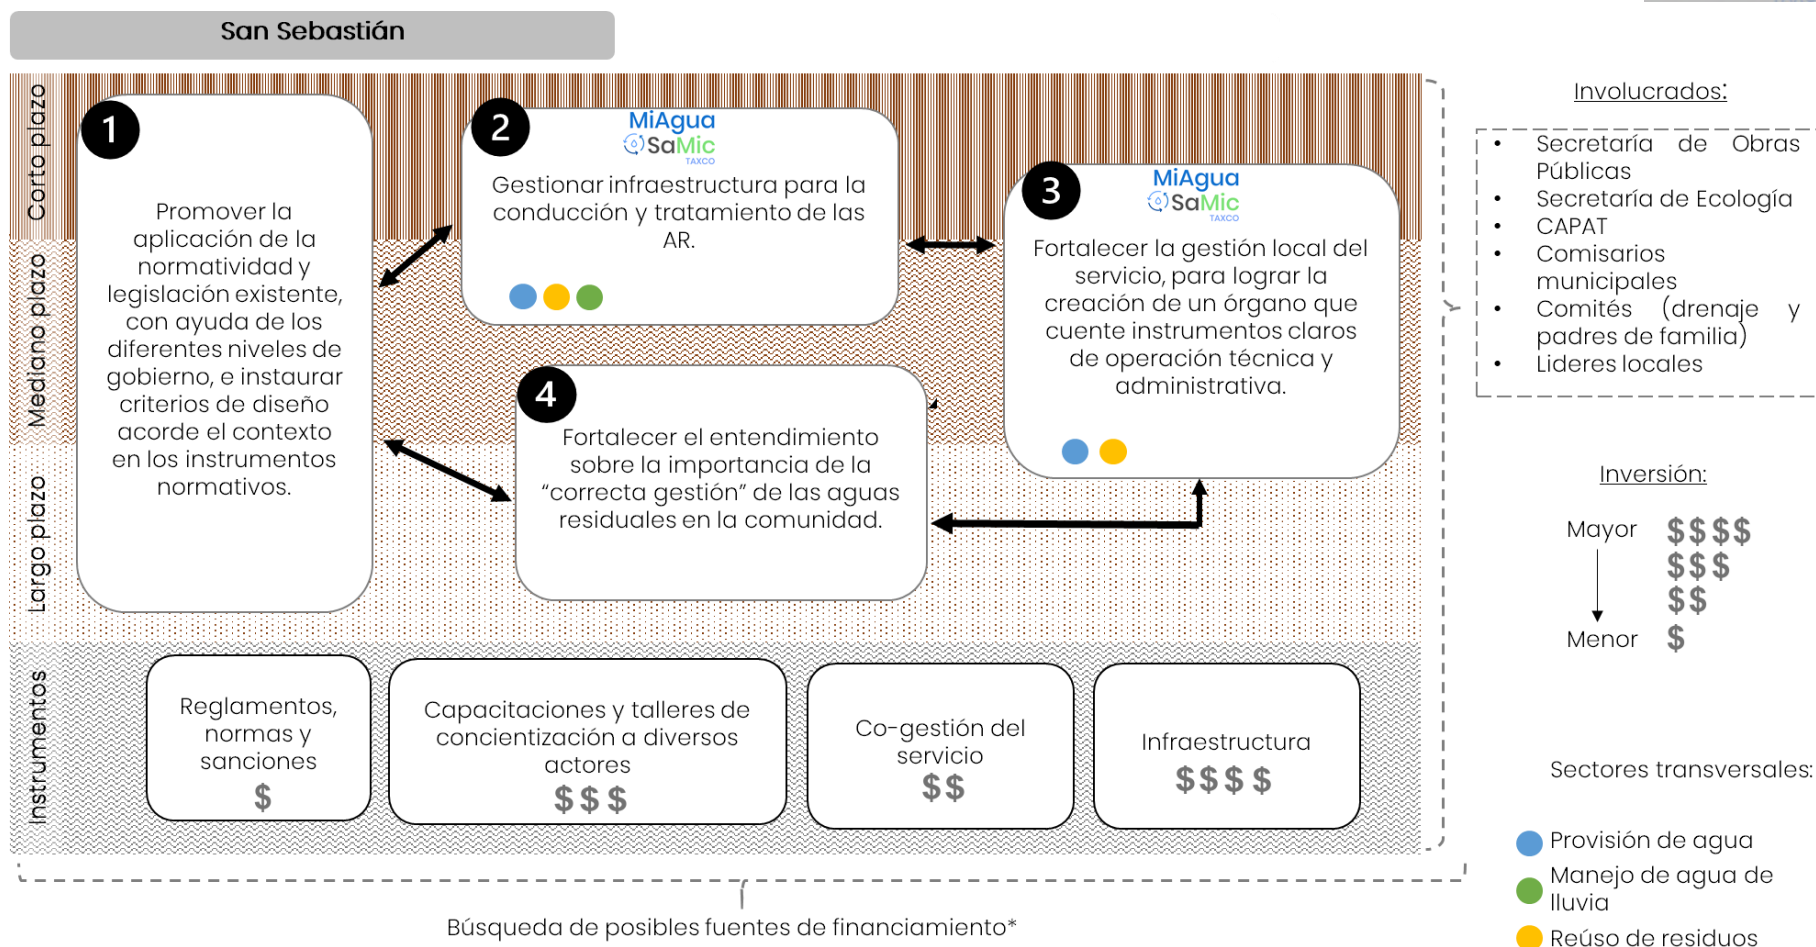 San Sebastián
Corto plazo
Mediano plazo
Largo plazo
Instrumentos
1
Promover la
aplicación de la
normatividad y
legislación existente,
con ayuda de los
diferentes niveles de
gobierno, e instaurar
criterios de diseño
acorde el contexto
en los instrumentos
normativos.
2
MiAgua
SaMic
TAXCO
Gestionar infraestructura para la
conducción y tratamiento de las
AR.
3
MiAgua
SaMic
TAXCO
Fortalecer la gestión local del
servicio, para lograr la
creación de un órgano que
cuente instrumentos claros
de operación técnica y
administrativa.
4
Fortalecer el entendimiento
sobre la importancia de la
“correcta gestión” de las aguas
residuales en la comunidad.
Reglamentos,
normas y
sanciones
$
Capacitaciones y talleres de
concientización a diversos
actores
$$$
Co-gestión del
servicio
$$
Infraestructura
$$$$
Búsqueda de posibles fuentes de financiamiento*
Involucrados:
• Secretaría de Obras
Públicas
• Secretaría de Ecología
• CAPAT
• Comisarios
municipales
• Comités (drenaje y
padres de familia)
• Lideres locales
Inversión:
Mayor $$$$
$$$
$$
Menor $
Sectores transversales:
Provisión de agua
Manejo de agua de
lluvia
Reúso de residuos